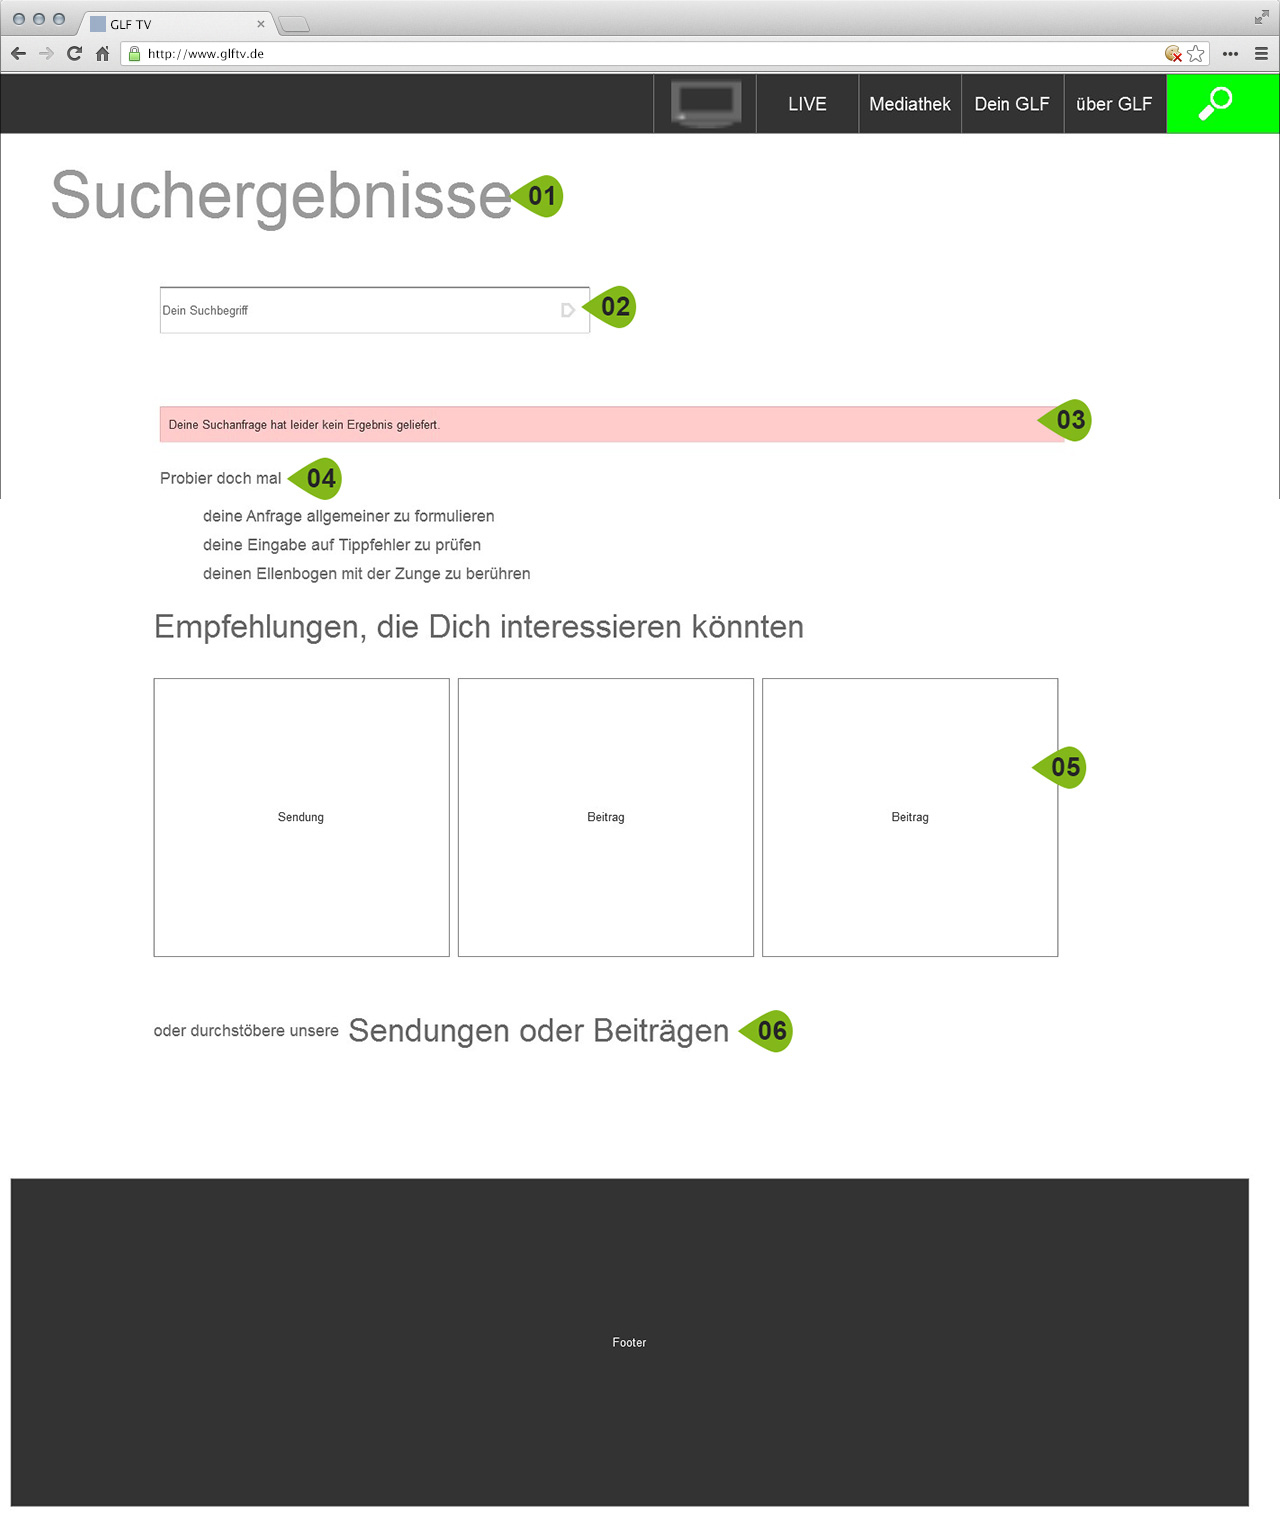 GLF TV
http://www.glftv.de
LIVE Mediathek Dein GLF über GLF
Suchergebnisse 01
Dein Suchbegriff 02
Deine Suchanfrage hat leider kein Ergebnis geliefert. 03
Probier doch mal 04
deine Anfrage allgemeiner zu formulieren
deine Eingabe auf Tippfehler zu prüfen
deinen Ellenbogen mit der Zunge zu berühren
Empfehlungen, die Dich interessieren könnten
05
Sendung Beitrag Beitrag
oder durchstöbere unsere Sendungen oder Beiträgen 06
Footer